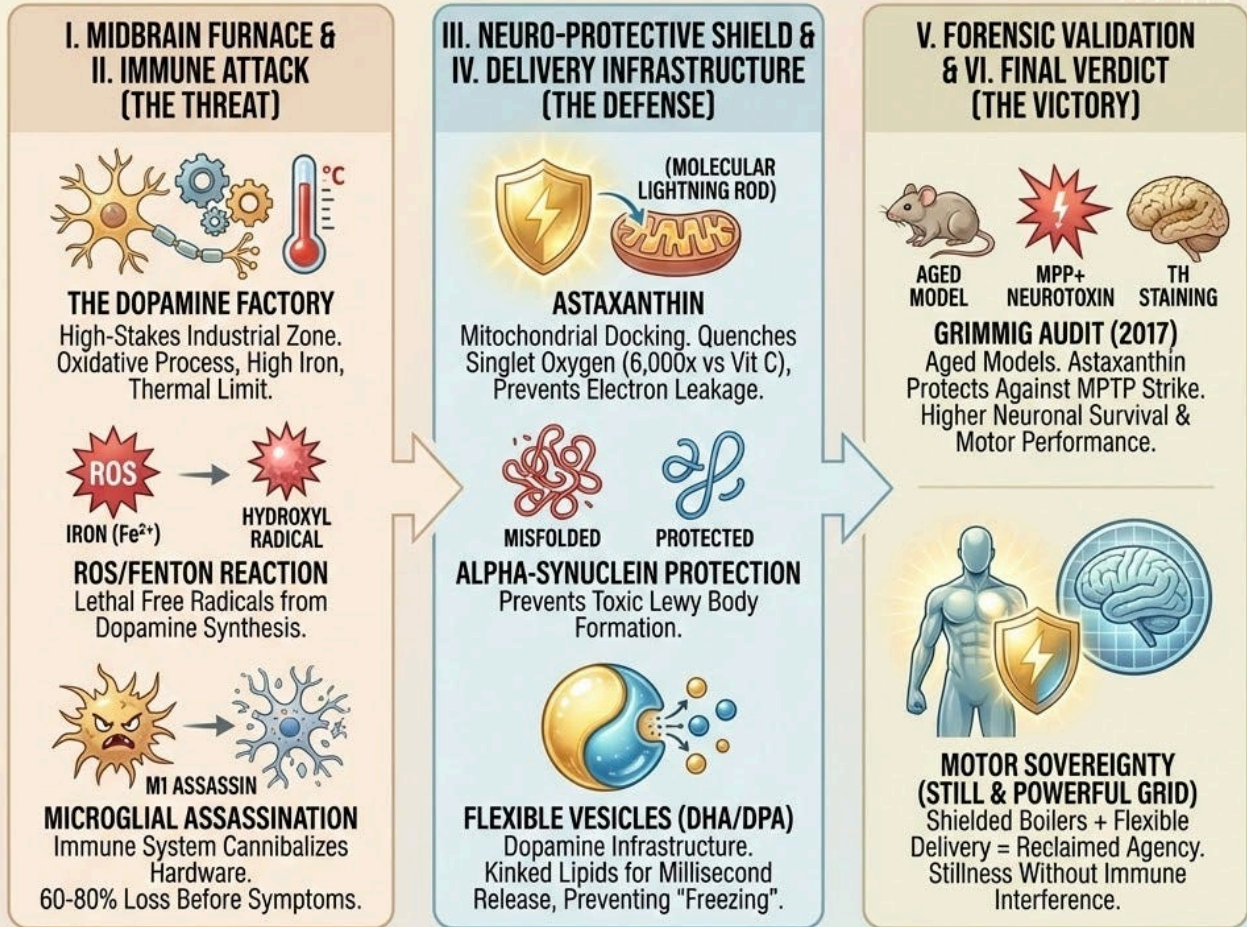 I. MIDBRAIN FURNACE &
II. IMMUNE ATTACK
(THE THREAT)
°C
THE DOPAMINE FACTORY
High-Stakes Industrial Zone.
Oxidative Process, High Iron,
Thermal Limit.
ROS
IRON (Fe²⁺)
HYDROXYL
RADICAL
ROS/FENTON REACTION
Lethal Free Radicals from
Dopamine Synthesis.
M1 ASSASSIN
MICROGLIAL ASSASSINATION
Immune System Cannibalizes
Hardware.
60-80% Loss Before Symptoms.
III. NEURO-PROTECTIVE SHIELD &
IV. DELIVERY INFRASTRUCTURE
(THE DEFENSE)
(MOLECULAR
LIGHTNING ROD)
ASTAXANTHIN
Mitochondrial Docking. Quenches
Singlet Oxygen (6,000x vs Vit C),
Prevents Electron Leakage.
MISFOLDED
PROTECTED
ALPHA-SYNUCLEIN PROTECTION
Prevents Toxic Lewy Body
Formation.
FLEXIBLE VESICLES (DHA/DPA)
Dopamine Infrastructure.
Kinked Lipids for Millisecond
Release, Preventing "Freezing".
V. FORENSIC VALIDATION
& VI. FINAL VERDICT
(THE VICTORY)
AGED
MODEL
MPP+
NEUROTOXIN
TH
STAINING
GRIMMIG AUDIT (2017)
Aged Models. Astaxanthin
Protects Against MPTP Strike.
Higher Neuronal Survival &
Motor Performance.
MOTOR SOVEREIGNTY
(STILL & POWERFUL GRID)
Shielded Boilers + Flexible
Delivery = Reclaimed Agency.
Stillness Without Immune
Interference.